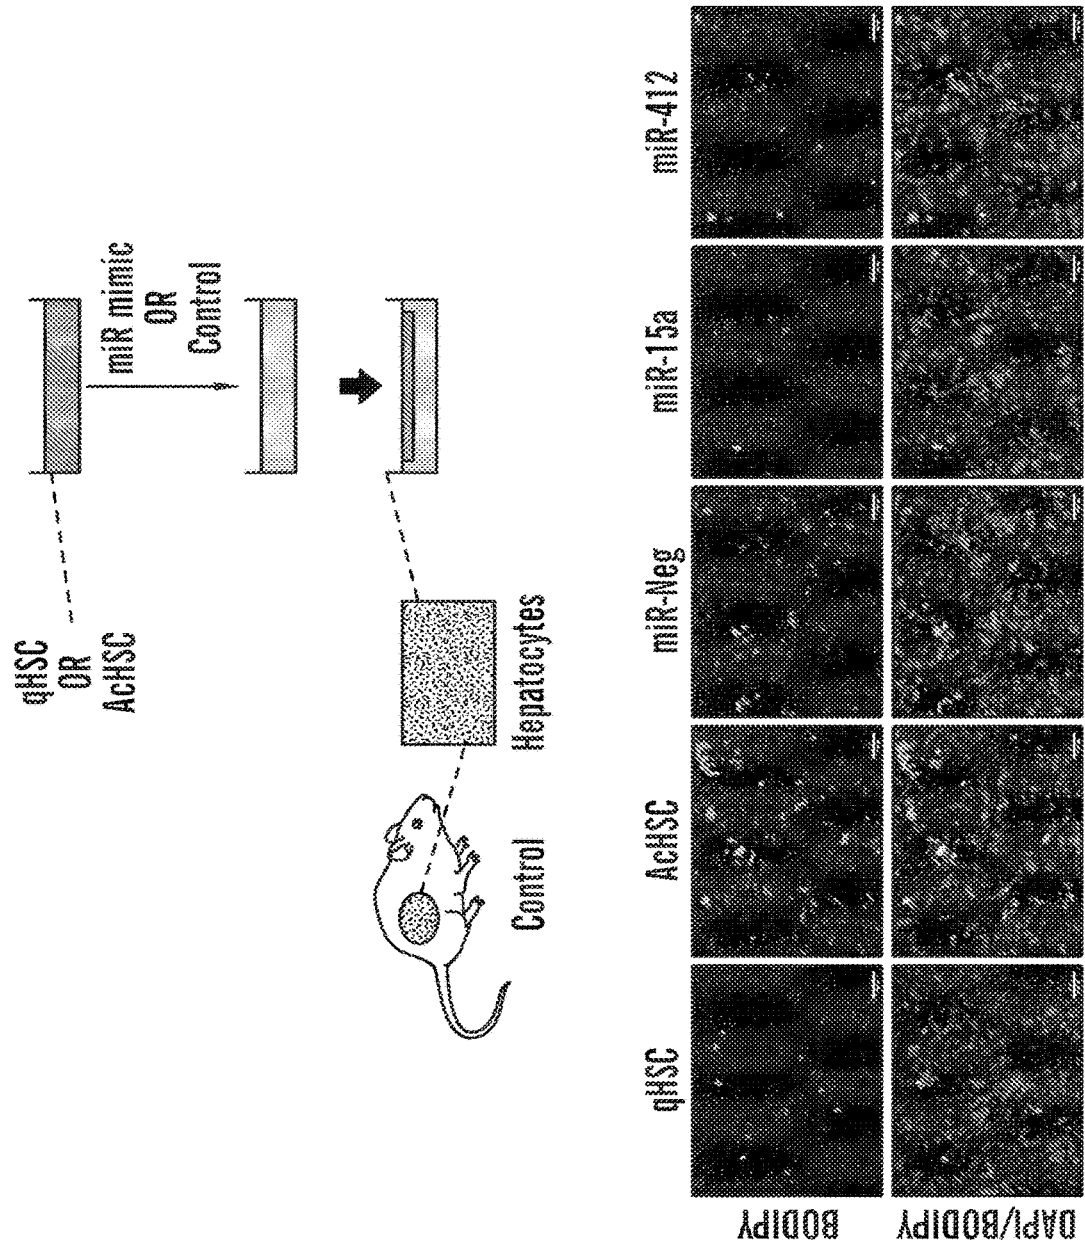 qHSC
OR
AcHSC
miR mimic
OR
Control
Control
Hepatocytes
qHSC
AcHSC
miR-Neg
miR-15a
miR-412
BODIPY
DAPI/BODIPY